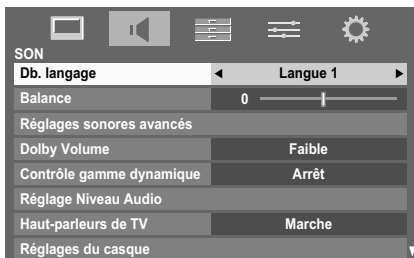 SON
Db. langage Langue 1
Balance 0
Réglages sonores avancés
Dolby Volume Faible
Contrôle gamme dynamique Arrêt
Réglage Niveau Audio
Haut-parleurs de TV Marche
Réglages du casque